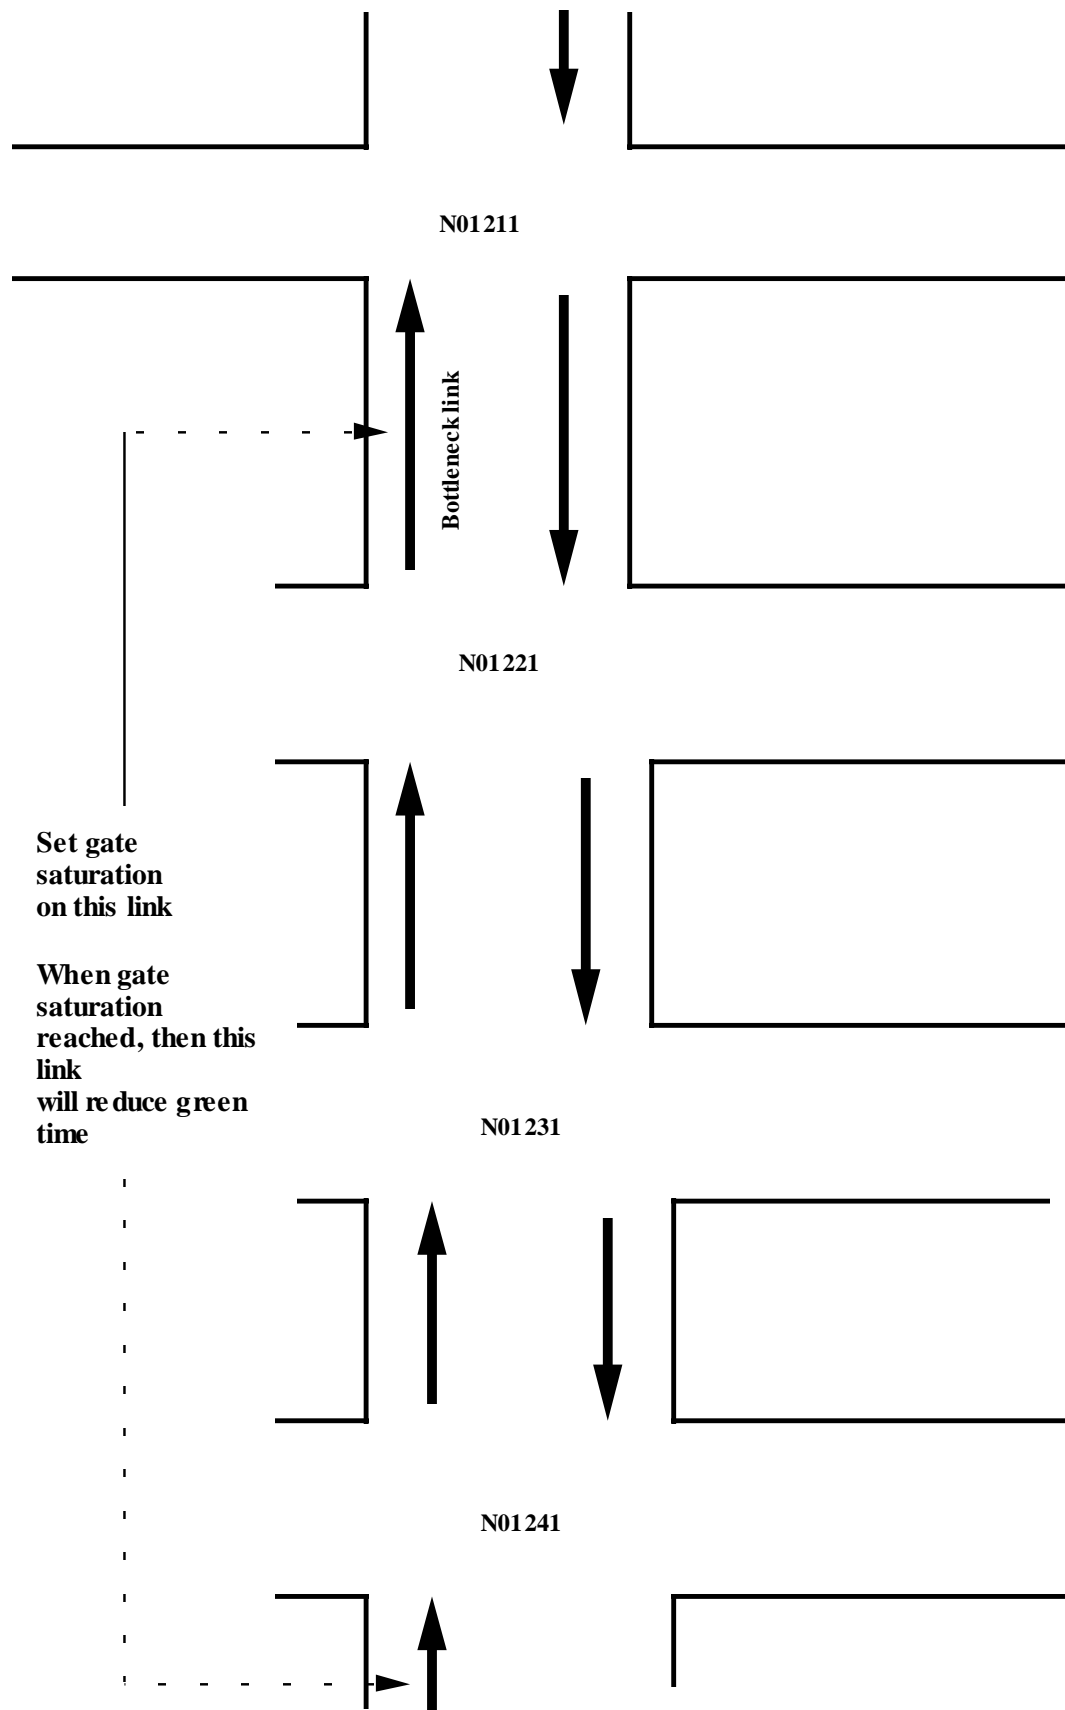 N01211
Bottleneck link
N01221
Set gate
saturation
on this link
When gate
saturation
reached, then this
link
will reduce green
time
N01231
N01241